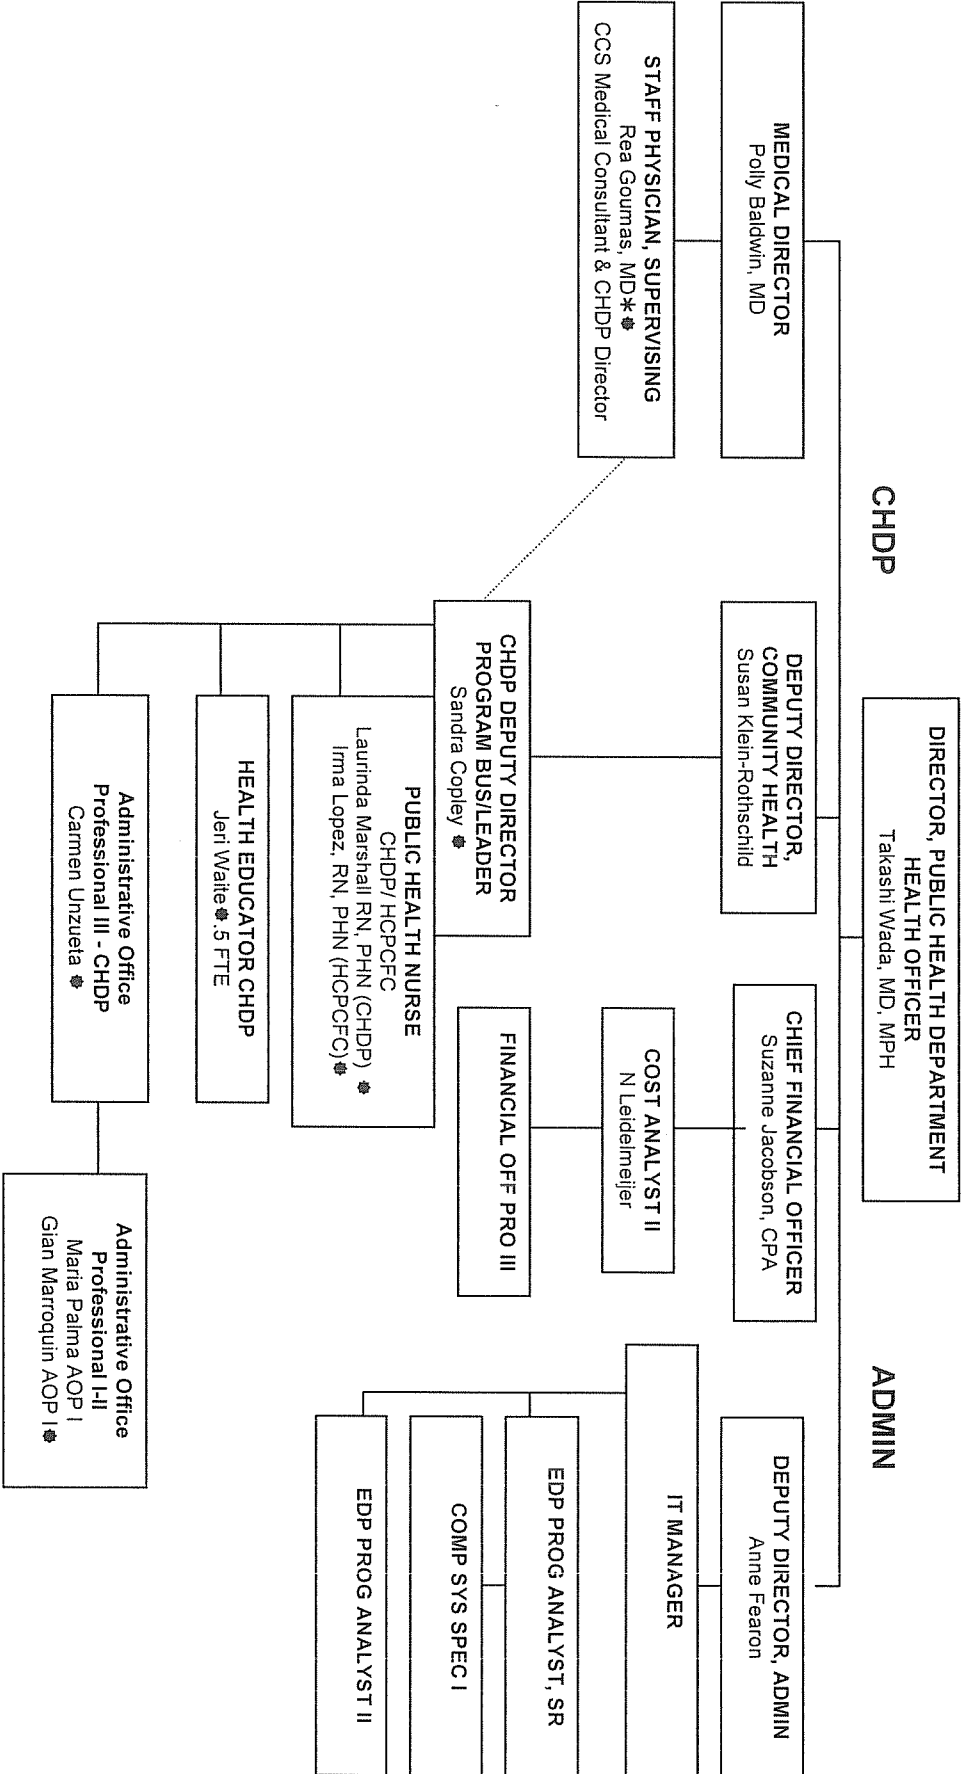 CHDP
ADMIN
DIRECTOR, PUBLIC HEALTH DEPARTMENT
HEALTH OFFICER
Takashi Wada, MD, MPH
MEDICAL DIRECTOR
Polly Baldwin, MD
DEPUTY DIRECTOR,
COMMUNITY HEALTH
Susan Klein-Rothschild
CHIEF FINANCIAL OFFICER
Suzanne Jacobson, CPA
DEPUTY DIRECTOR, ADMIN
Anne Fearon
STAFF PHYSICIAN, SUPERVISING
Rea Goumas, MD*
CCS Medical Consultant & CHDP Director
COST ANALYST II
N Leidelmeijer
IT MANAGER
CHDP DEPUTY DIRECTOR
PROGRAM BUS/LEADER
Sandra Copley
FINANCIAL OFF PRO III
EDP PROG ANALYST, SR
COMP SYS SPEC I
EDP PROG ANALYST II
PUBLIC HEALTH NURSE
CHDP/ HCPCFC
Laurinda Marshall RN, PHN (CHDP)
Irma Lopez, RN, PHN (HCPCFC)
HEALTH EDUCATOR CHDP
Jeri Waite .5 FTE
Administrative Office
Professional III - CHDP
Carmen Unzueta
Administrative Office
Professional I-II
Maria Palma AOP I
Gian Marroquin AOP I